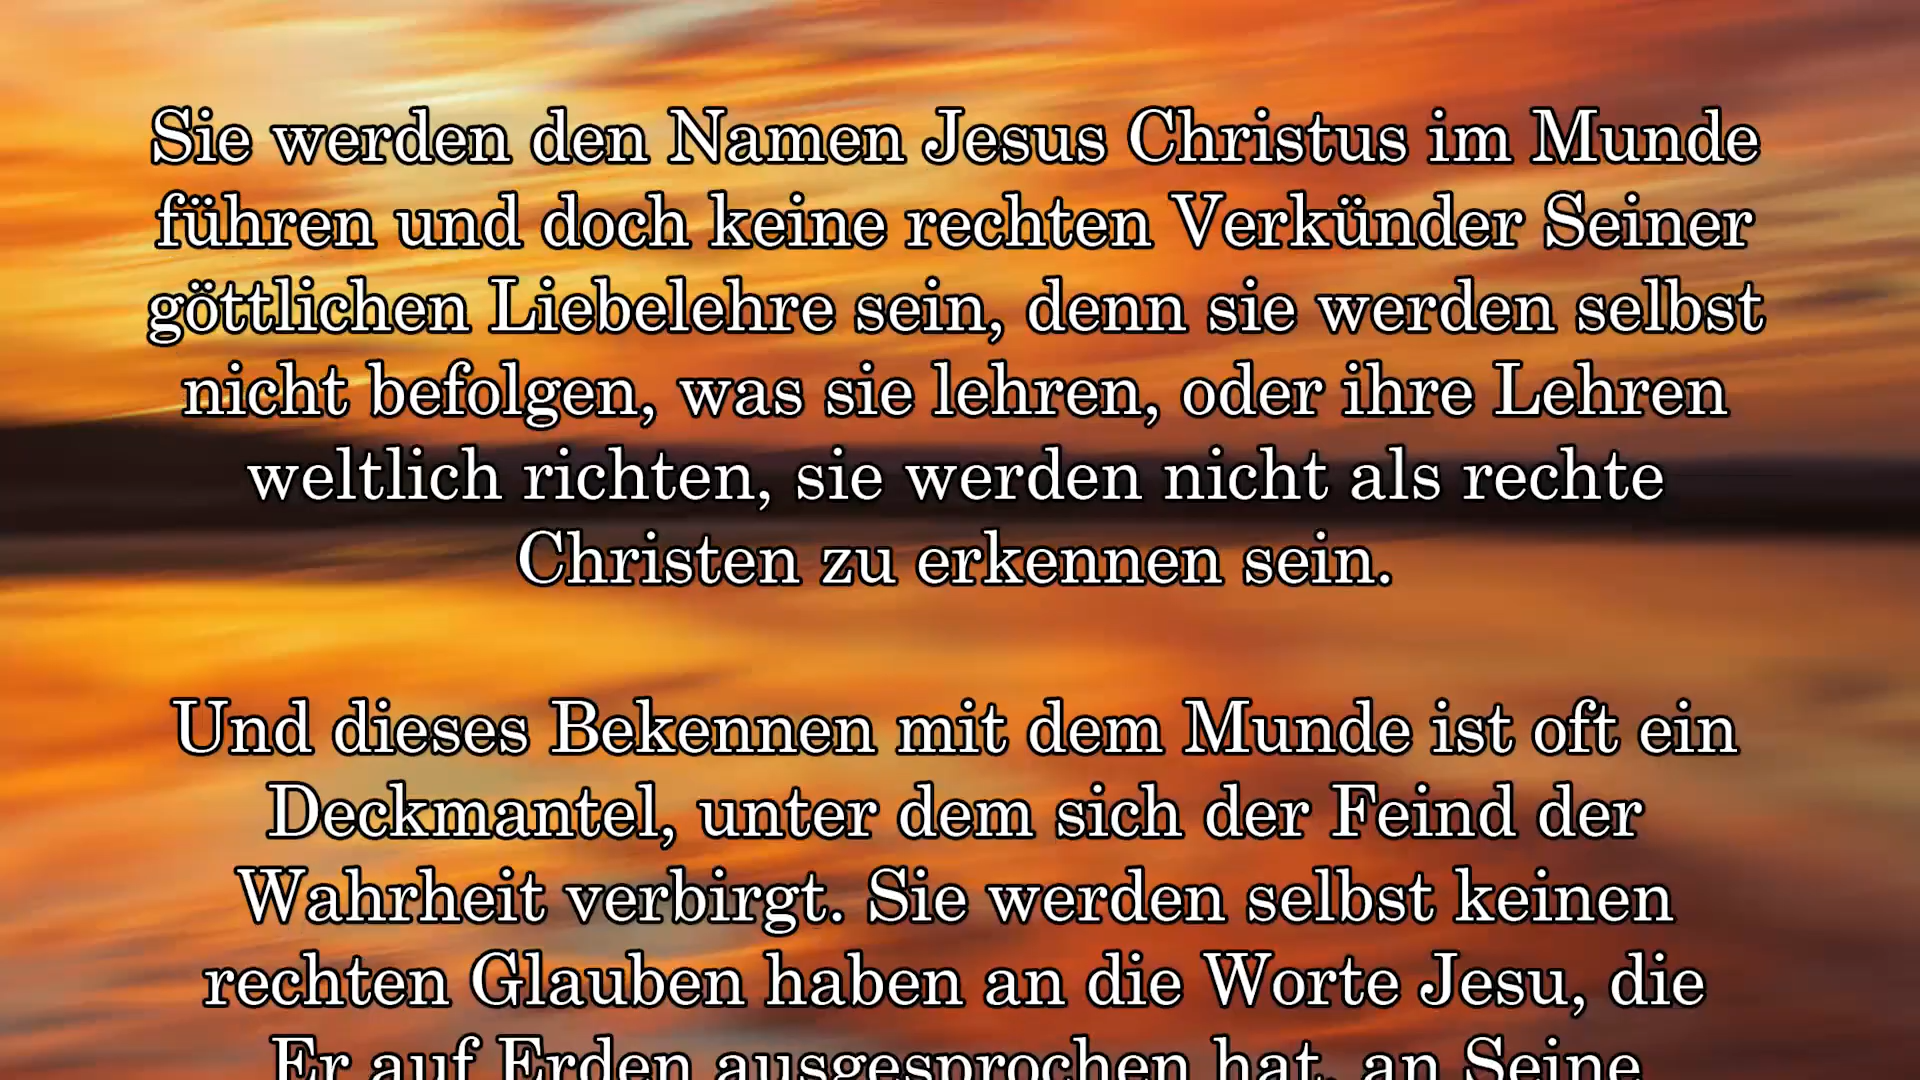 Sie werden den Namen Jesus Christus im Munde
führen und doch keine rechten Verkünder Seiner
göttlichen Liebelehre sein, denn sie werden selbst
nicht befolgen, was sie lehren, oder ihre Lehren
weltlich richten, sie werden nicht als rechte
Christen zu erkennen sein.
Und dieses Bekennen mit dem Munde ist oft ein
Deckmantel, unter dem sich der Feind der
Wahrheit verbirgt. Sie werden selbst keinen
rechten Glauben haben an die Worte Jesu, die
Er auf Erden ausgesprochen hat, an Seine